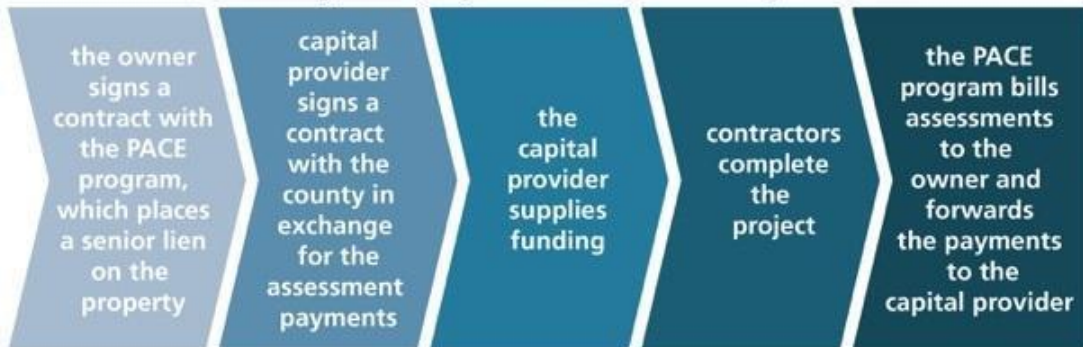 the owner
signs a
contract with
the PACE
program,
which places
a senior lien
on the
property
capital
provider
signs a
contract
with the
county in
exchange
for the
assessment
payments
the
capital
provider
supplies
funding
contractors
complete
the
project
the PACE
program bills
assessments
to the
owner and
forwards
the payments
to the
capital provider